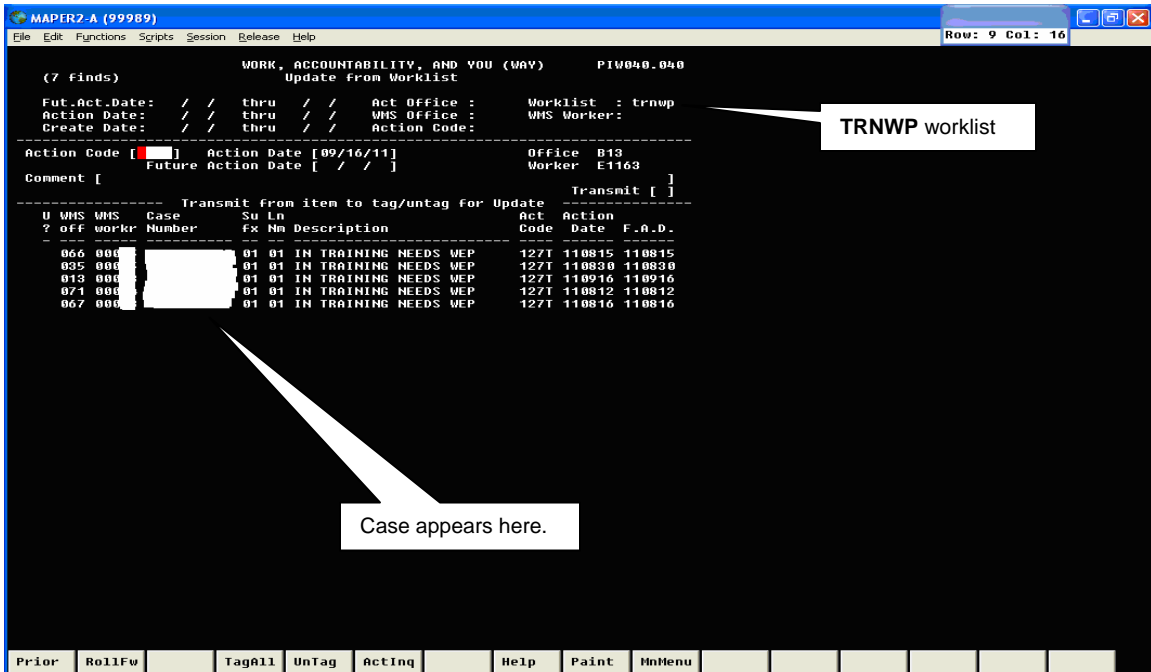 MAPER2-A (99989)
File Edit Functions Scripts Session Release Help
Row: 9 Col: 16
WORK, ACCOUNTABILITY, AND YOU (WAY) PIW040.040
(7 finds) Update from Worklist
Fut.Act.Date: / / thru / / Act Office : Worklist : trnwp
Action Date: / / thru / / WMS Office : WMS Worker:
Create Date: / / thru / / Action Code:
TRNWP worklist
Action Code [ ] Action Date [09/16/11] Office B13
Future Action Date [ / / ] Worker E1163
Comment [ ]
Transmit [ ]
---------------- Transmit from item to tag/untag for Update ----------------
U WMS WMS Case Su Ln Act Action
? off workr Number fx Nm Description Code Date F.A.D.
066 000 01 01 IN TRAINING NEEDS WEP 127T 110815 110815
035 000 01 01 IN TRAINING NEEDS WEP 127T 110830 110830
013 000 01 01 IN TRAINING NEEDS WEP 127T 110916 110916
071 000 01 01 IN TRAINING NEEDS WEP 127T 110812 110812
067 000 01 01 IN TRAINING NEEDS WEP 127T 110816 110816
Case appears here.
Prior RollFw TagAll UnTag ActInq Help Paint MnMenu